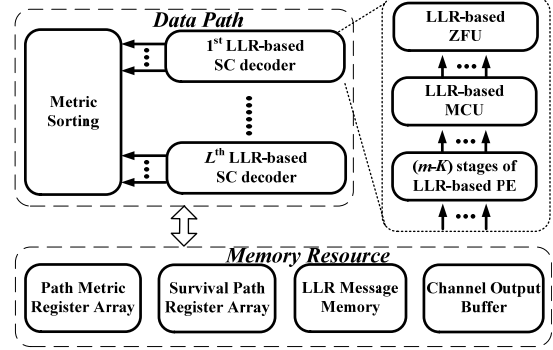 Data Path
Metric
Sorting
1st LLR-based
SC decoder
Lth LLR-based
SC decoder
LLR-based
ZFU
LLR-based
MCU
(m-K) stages of
LLR-based PE
Memory Resource
Path Metric
Register Array
Survival Path
Register Array
LLR Message
Memory
Channel Output
Buffer